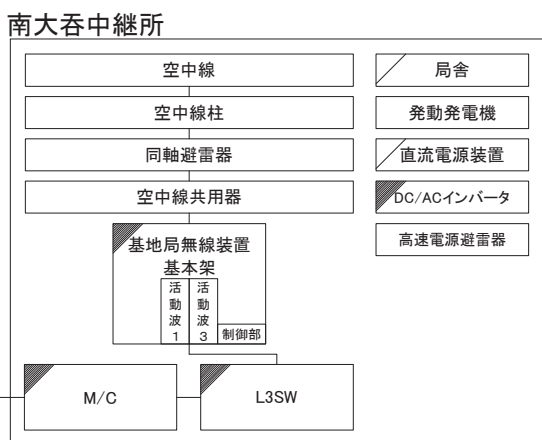 南大呑中継所
空中線
空中線柱
同軸避雷器
空中線共用器
基地局無線装置
基本架
活動波1
活動波3
制御部
M/C
L3SW
局舎
発動発電機
直流電源装置
DC/ACインバータ
高速電源避雷器